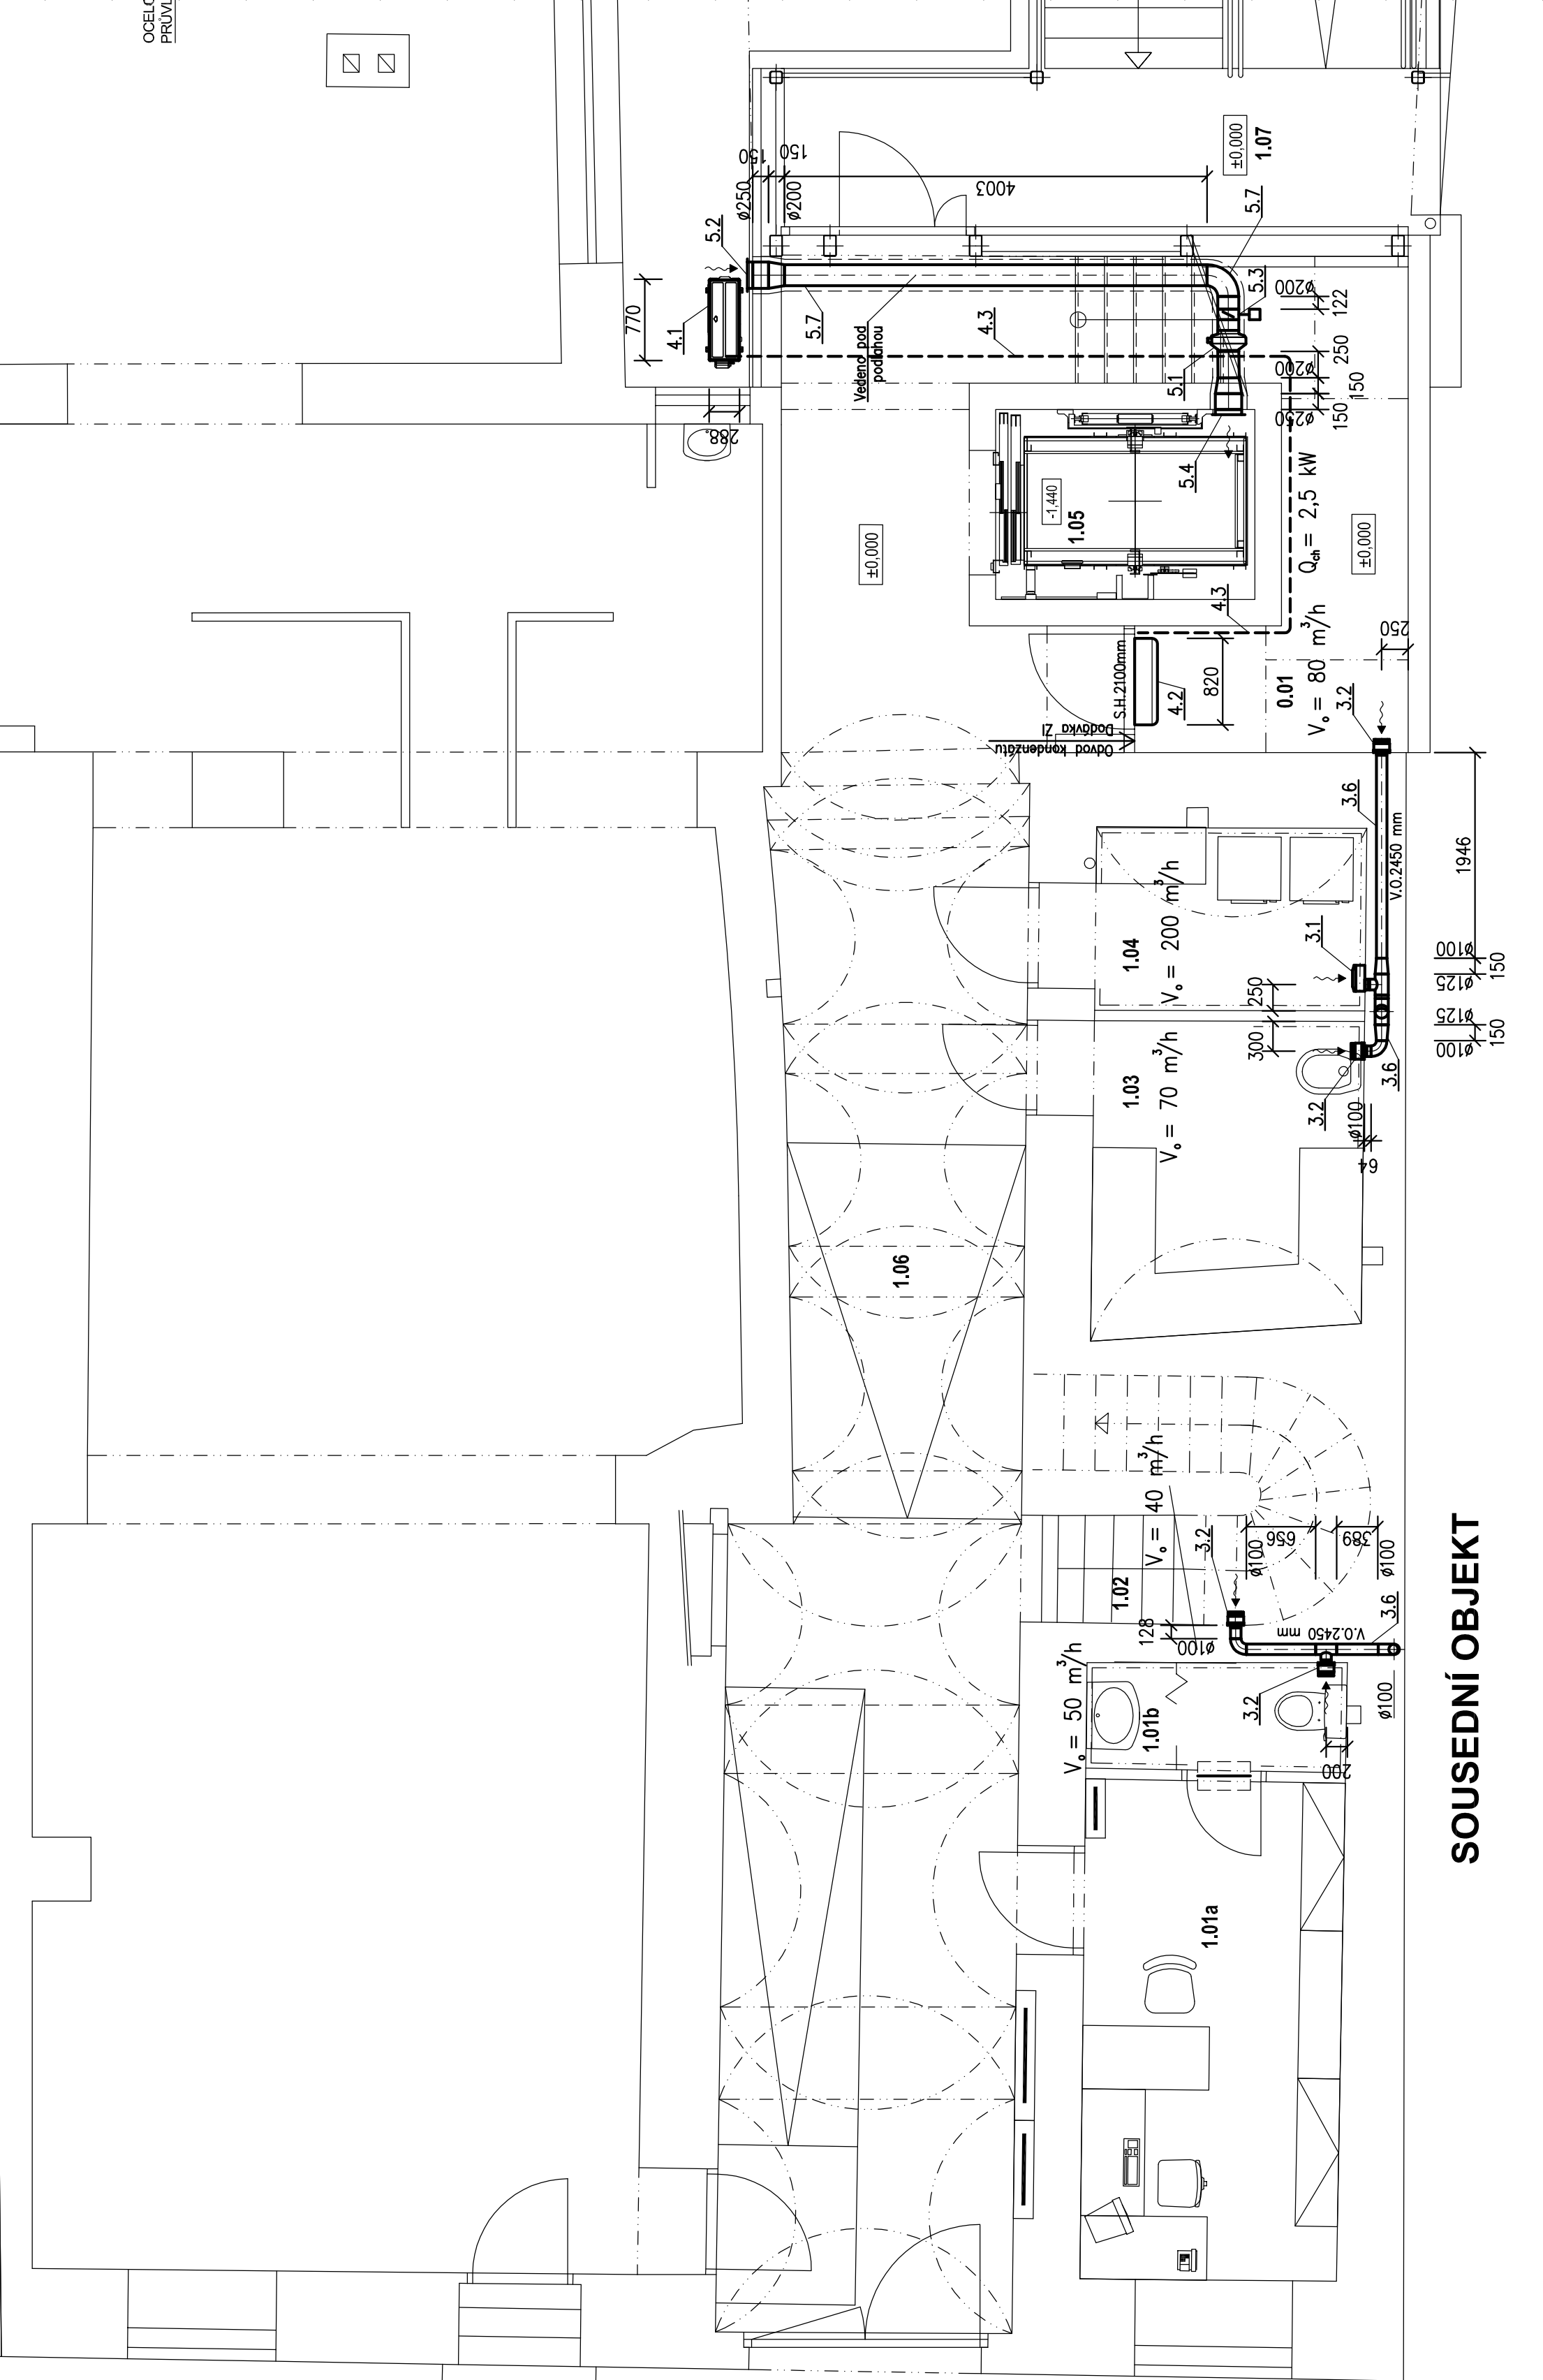 OCELO
PRŮVL
770
4.1
5.2
ø250
150
150
ø200
4003
±0,000
1.07
5.7
5.7
Vedeno pod
podlahou
4.3
5.1
5.3
ø200
122
250
ø200
150
ø250
150
288
5.4
-1,440
1.05
±0,000
±0,000
Qch= 2,5 kW
4.3
Vo= 80 m³/h
0.01
820
4.2
S.H.2100mm
Dodávka ZI
Odvod kondenzátu
250
3.2
3.6
V.O.2450 mm
1946
3.1
1.04
Vo= 200 m³/h
250
300
ø100
150
ø125
ø125
150
ø100
1.03
Vo= 70 m³/h
3.2
3.6
ø100
64
1.06
Vo= 40 m³/h
3.2
1.02
ø100
656
389
ø100
128
ø100
V.O.2450 mm
3.6
Vo= 50 m³/h
1.01b
3.2
ø100
200
1.01a
SOUSEDNÍ OBJEKT